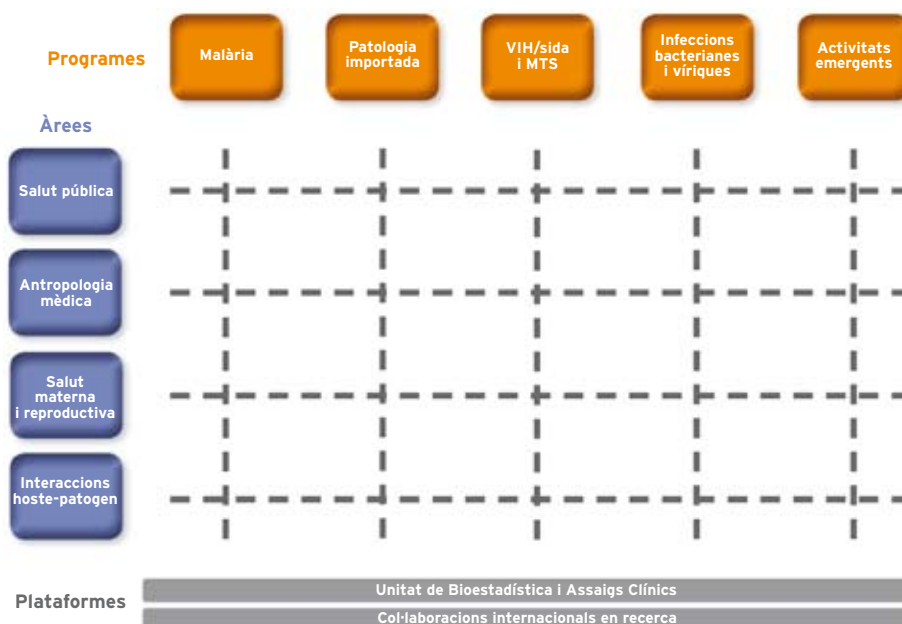 Programes
Malària
Patologia
importada
VIH/sida
i MTS
Infeccions
bacterianes
i víriques
Activitats
emergents
Àrees
Salut pública
Antropologia
mèdica
Salut
materna
i reproductiva
Interaccions
hoste-patogen
Plataformes
Unitat de Bioestadística i Assaigs Clínics
Col·laboracions internacionals en recerca